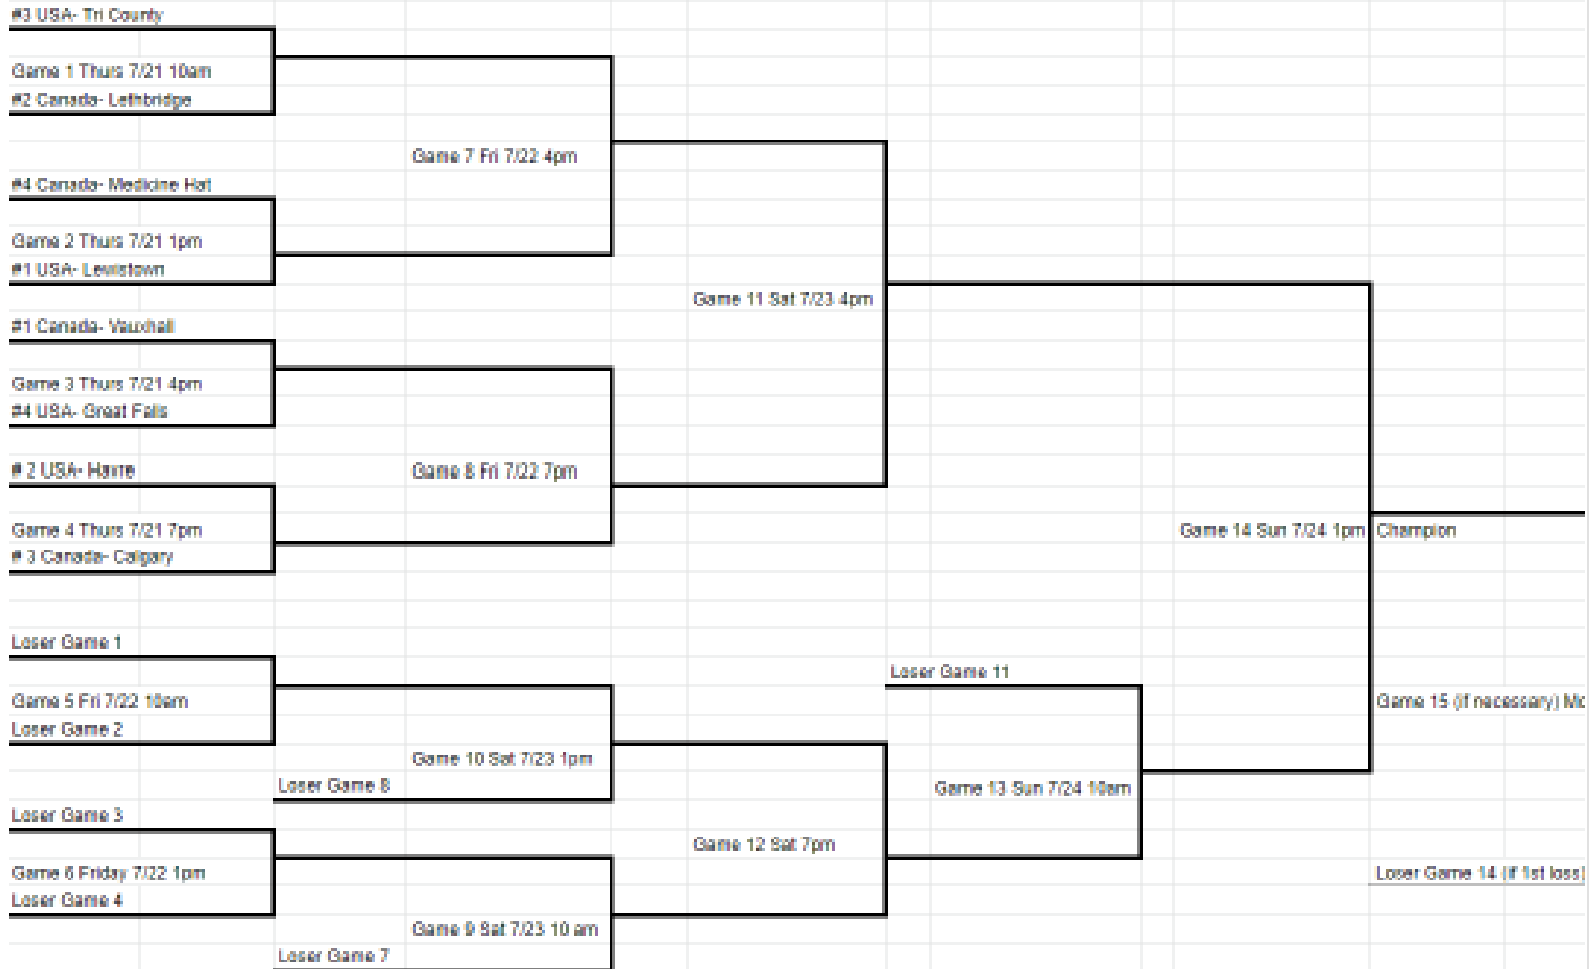 #3 USA- Tri County
Game 1 Thurs 7/21 10am
#2 Canada- Lethbridge
Game 7 Fri 7/22 4pm
#4 Canada- Medicine Hat
Game 2 Thurs 7/21 1pm
#1 USA- Lewistown
Game 11 Sat 7/23 4pm
#1 Canada- Vauxhall
Game 3 Thurs 7/21 4pm
#4 USA- Great Falls
# 2 USA- Havre
Game 8 Fri 7/22 7pm
Game 4 Thurs 7/21 7pm
# 3 Canada- Calgary
Game 14 Sun 7/24 1pm
Champion
Loser Game 1
Game 5 Fri 7/22 10am
Loser Game 2
Loser Game 11
Game 15 (if necessary) Mo
Game 10 Sat 7/23 1pm
Loser Game 8
Game 13 Sun 7/24 10am
Loser Game 3
Game 6 Friday 7/22 1pm
Loser Game 4
Game 12 Sat 7pm
Loser Game 14 (if 1st loss)
Game 9 Sat 7/23 10 am
Loser Game 7